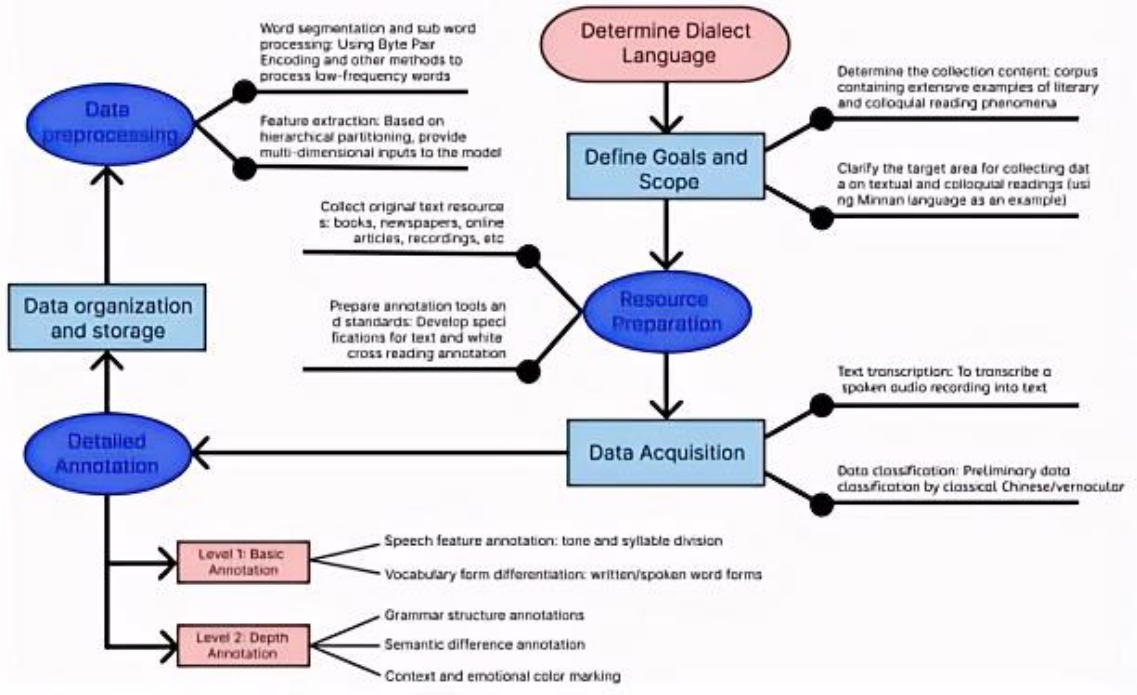 Determine Dialect
Language
Determine the collection content: corpus
containing extensive examples of literary
and colloquial reading phenomena
Define Goals and
Scope
Clarify the target area for collecting dat
a on textual and colloquial readings (usi
ng Minnan language as an example)
Collect original text resource
s: books, newspapers, online
articles, recordings, etc
Resource
Preparation
Prepare annotation tools an
d standards: Develop speci
fications for text and white
cross reading annotation
Text transcription: To transcribe a
spoken audio recording into text
Data Acquisition
Data classification: Preliminary data
classification by classical Chinese/vernacular
Detailed
Annotation
Level 1: Basic
Annotation
Speech feature annotation: tone and syllable division
Vocabulary form differentiation: written/spoken word forms
Level 2: Depth
Annotation
Grammar structure annotations
Semantic difference annotation
Context and emotional color marking
Data organization
and storage
Data
preprocessing
Word segmentation and sub word
processing: Using Byte Pair
Encoding and other methods to
process low-frequency words
Feature extraction: Based on
hierarchical partitioning, provide
multi-dimensional inputs to the model